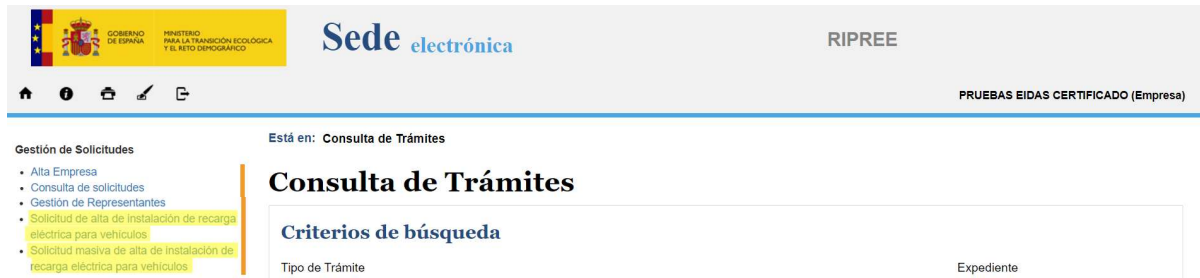 GOBIERNO
DE ESPAÑA
MINISTERIO
PARA LA TRANSICIÓN ECOLÓGICA
Y EL RETO DEMOGRÁFICO
Sede electrónica
RIPREE
PRUEBAS EIDAS CERTIFICADO (Empresa)
Está en: Consulta de Trámites
Gestión de Solicitudes
Alta Empresa
Consulta de solicitudes
Gestión de Representantes
Solicitud de alta de instalación de recarga
eléctrica para vehículos
Solicitud masiva de alta de instalación de
recarga eléctrica para vehículos
Consulta de Trámites
Criterios de búsqueda
Tipo de Trámite
Expediente